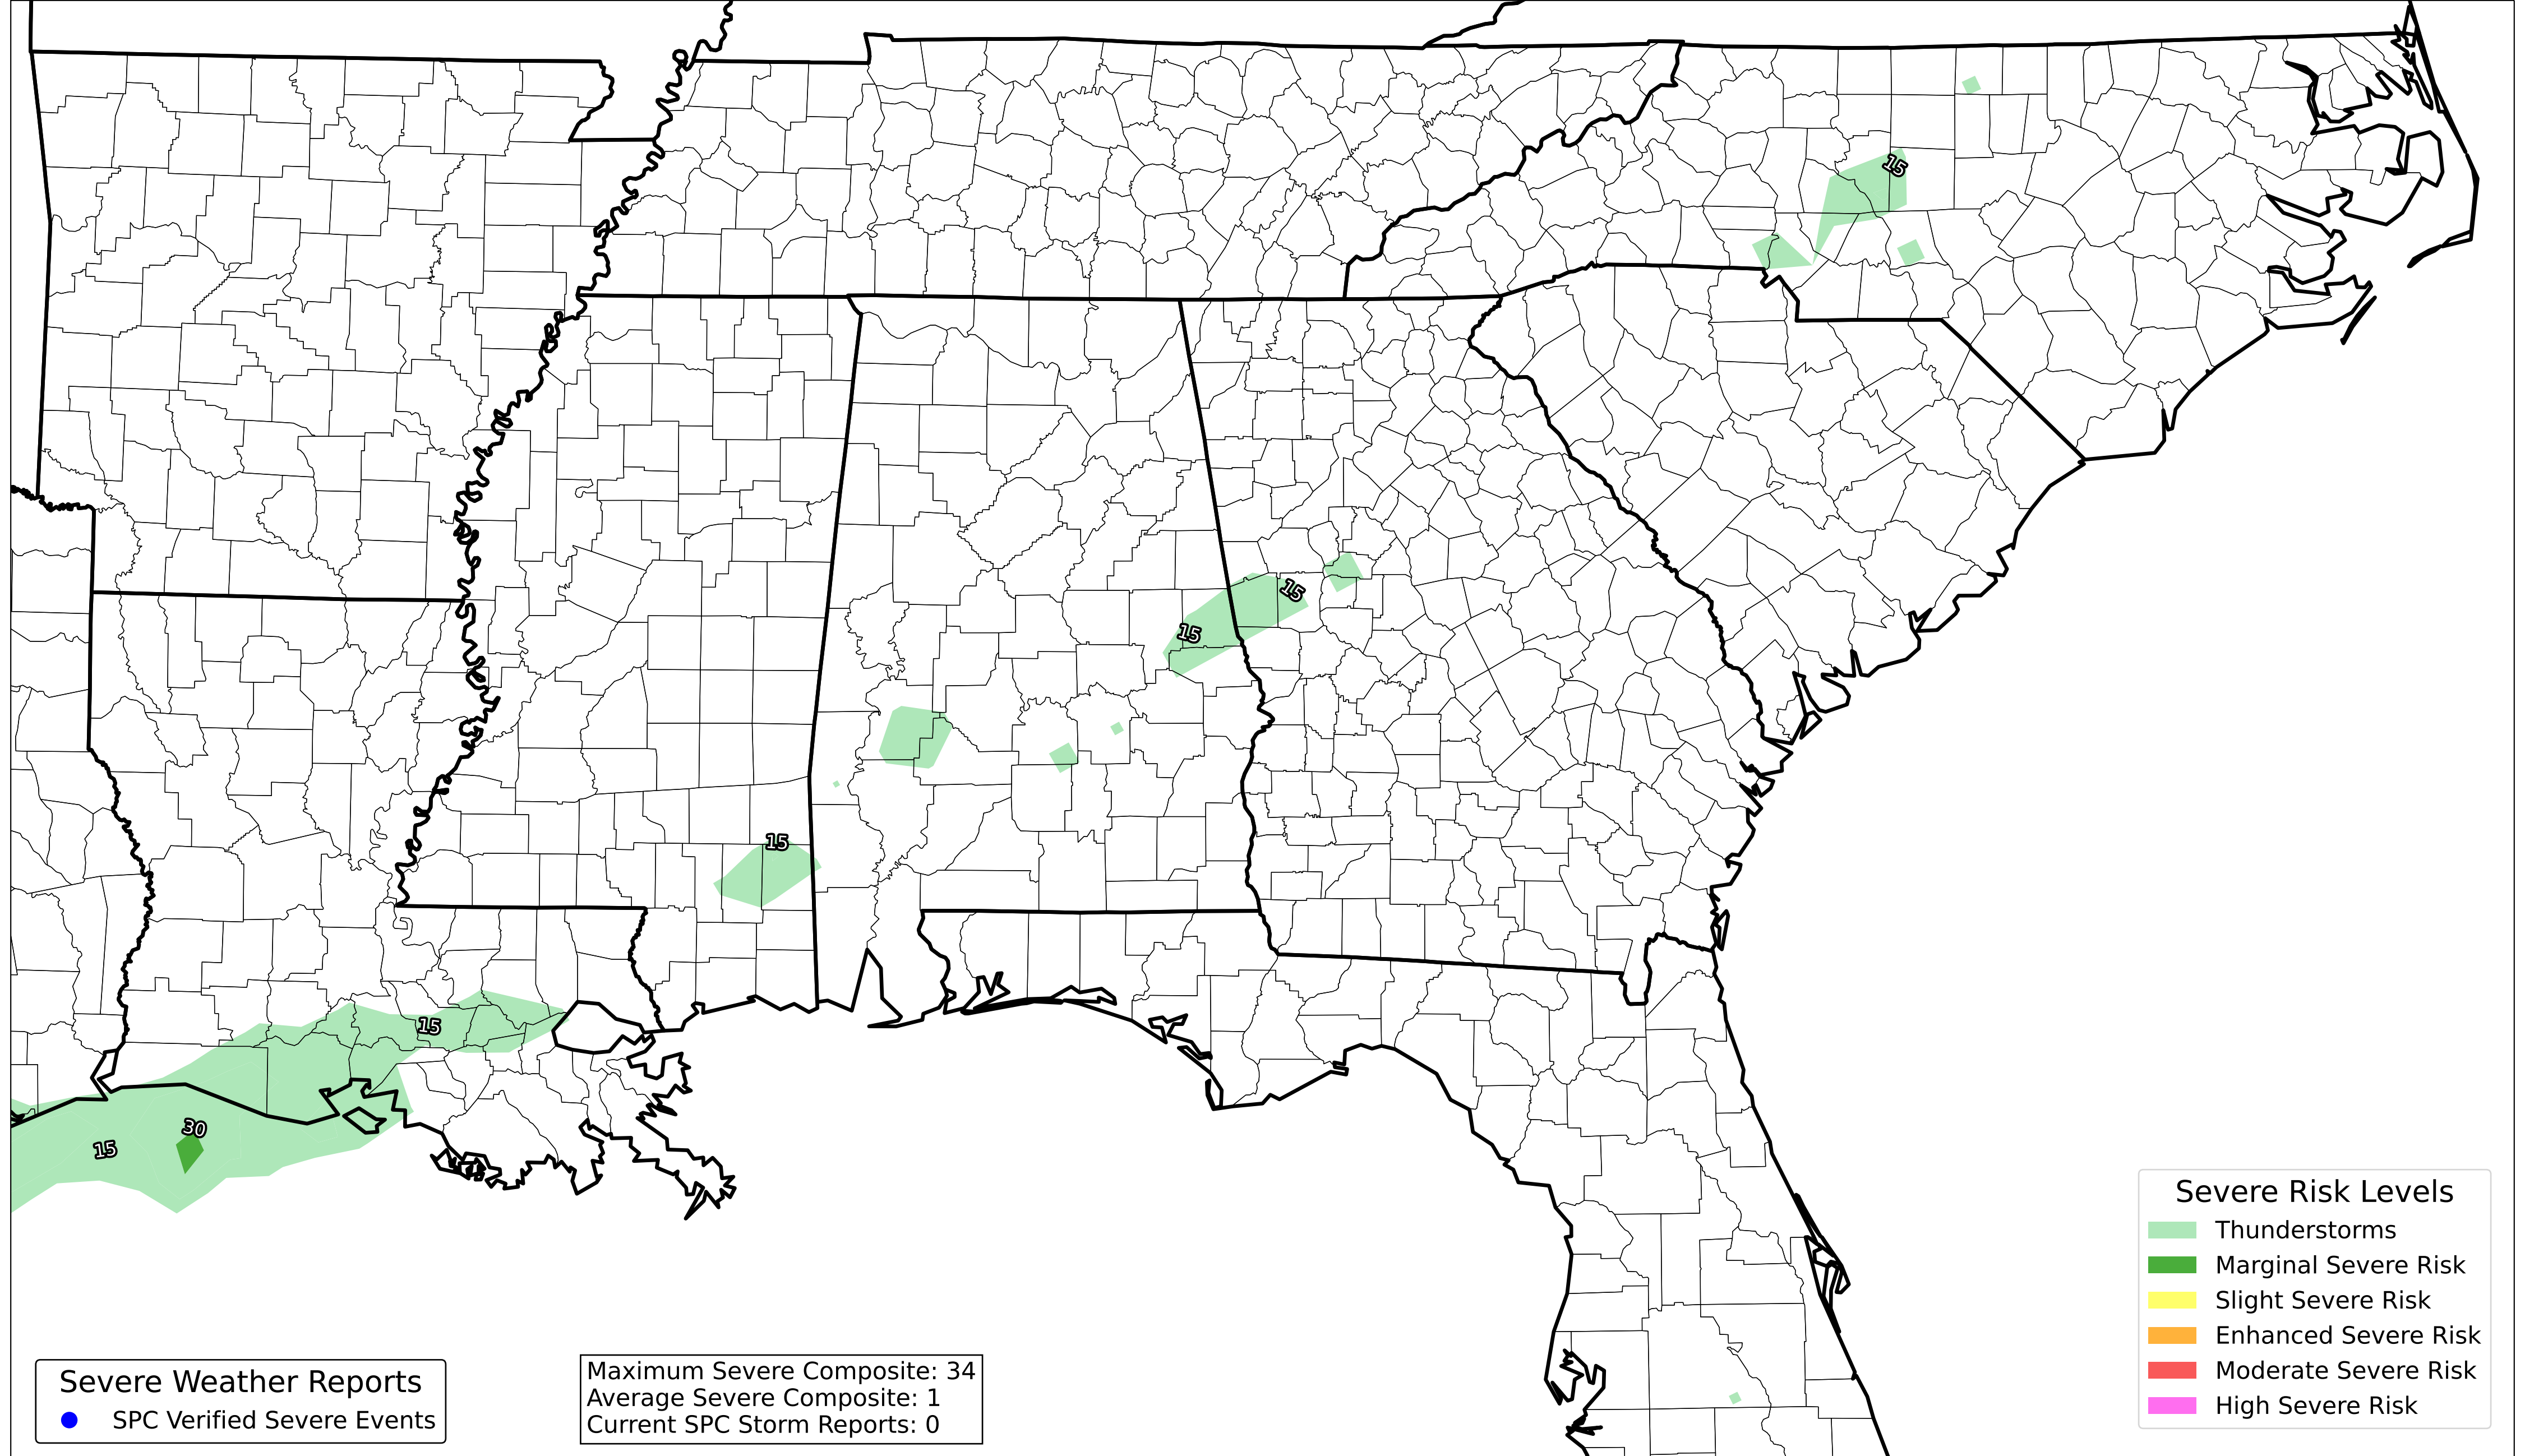 15
15
15
15
15
15
30
Severe Risk Levels
Thunderstorms
Marginal Severe Risk
Slight Severe Risk
Enhanced Severe Risk
Moderate Severe Risk
High Severe Risk
Severe Weather Reports
SPC Verified Severe Events
Maximum Severe Composite: 34
Average Severe Composite: 1
Current SPC Storm Reports: 0